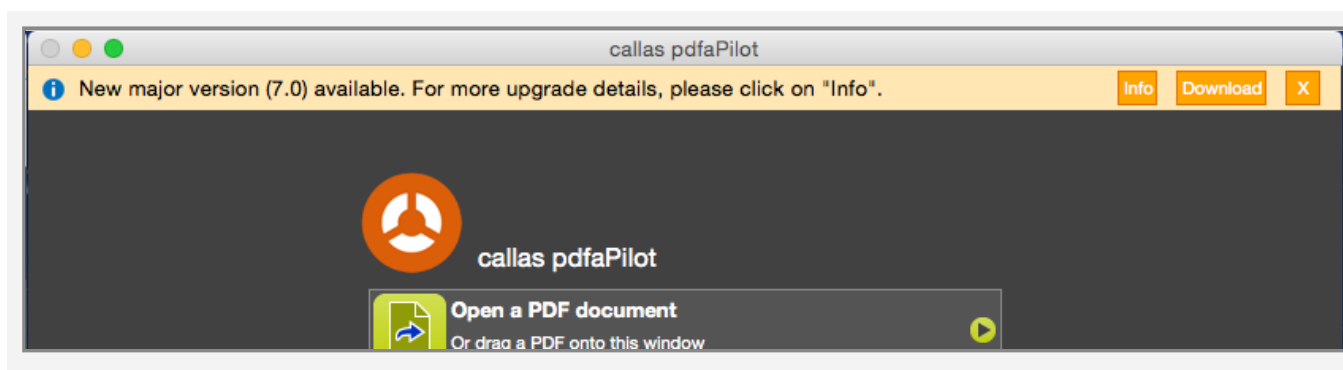 callas pdfaPilot
New major version (7.0) available. For more upgrade details, please click on "Info". Info Download X
callas pdfaPilot
Open a PDF document
Or drag a PDF onto this window